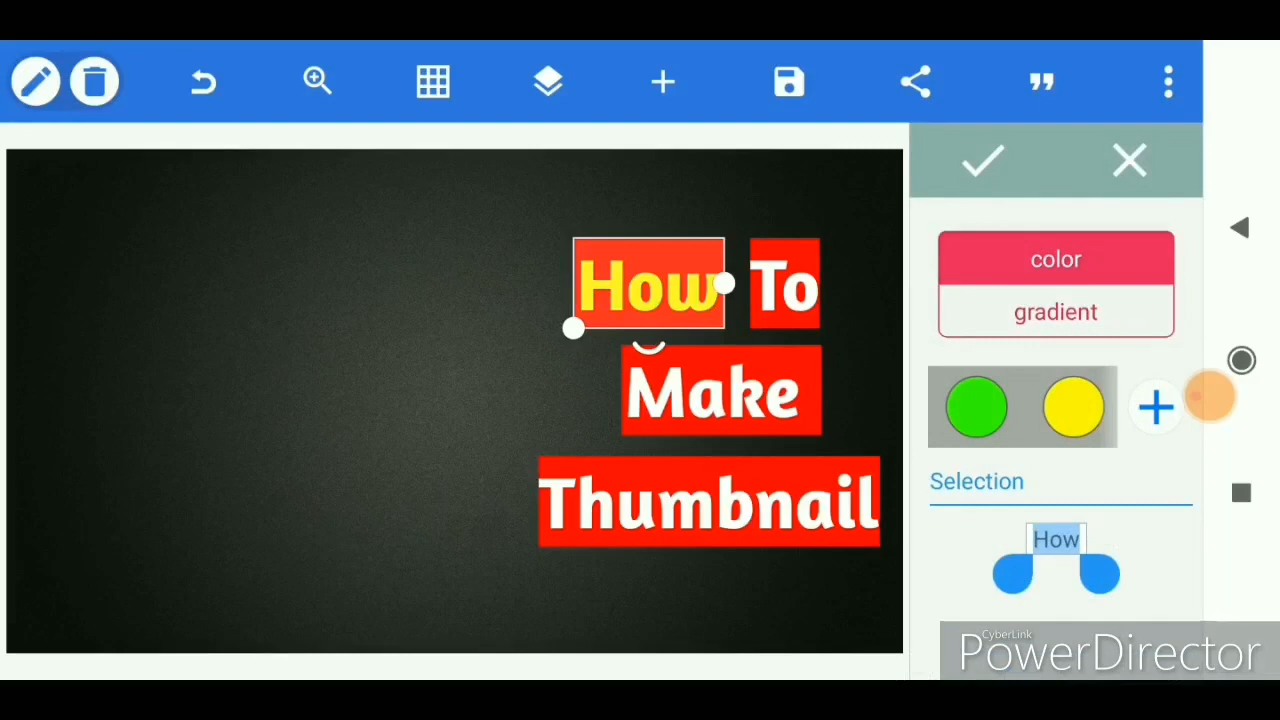 How To
Make
Thumbnail
color
gradient
Selection
How
CyberLink
PowerDirector